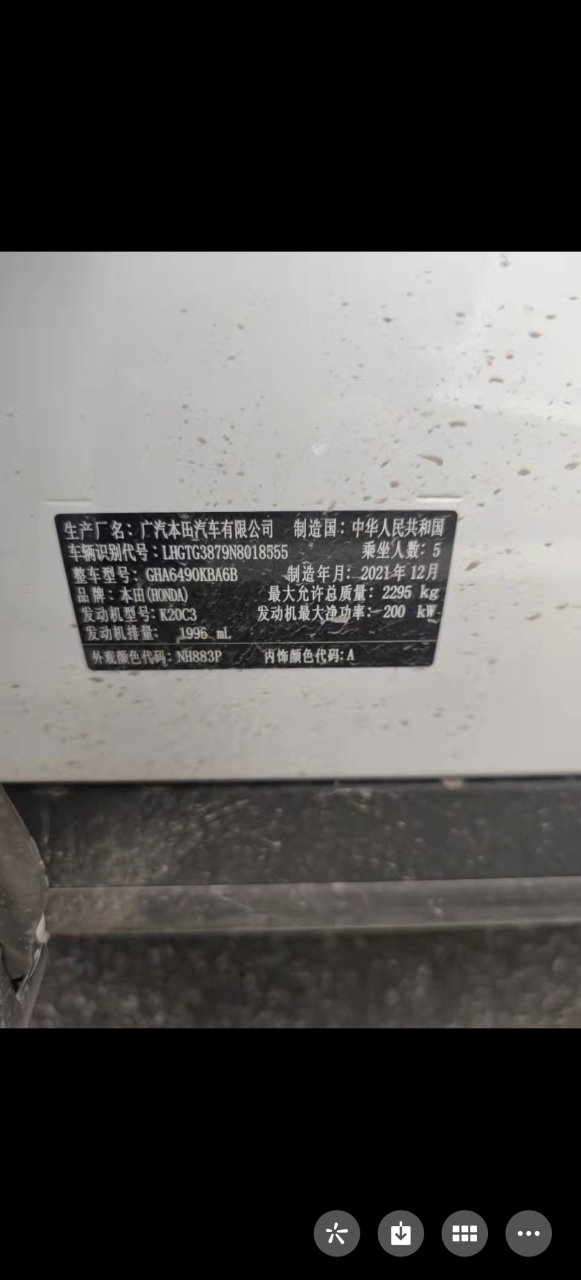 生产厂名：广汽本田汽车有限公司 制造国：中华人民共和国
车辆识别代号：LHGTG3879N8018555 乘坐人数：5
整车型号：GHA6490KBA6B 制造年月：2021年12月
品牌：本田(HONDA) 最大允许总质量：2295 kg
发动机型号：K20C3 发动机最大净功率：200 kW
发动机排量：1996 mL
外观颜色代码：NH883P 内饰颜色代码：A